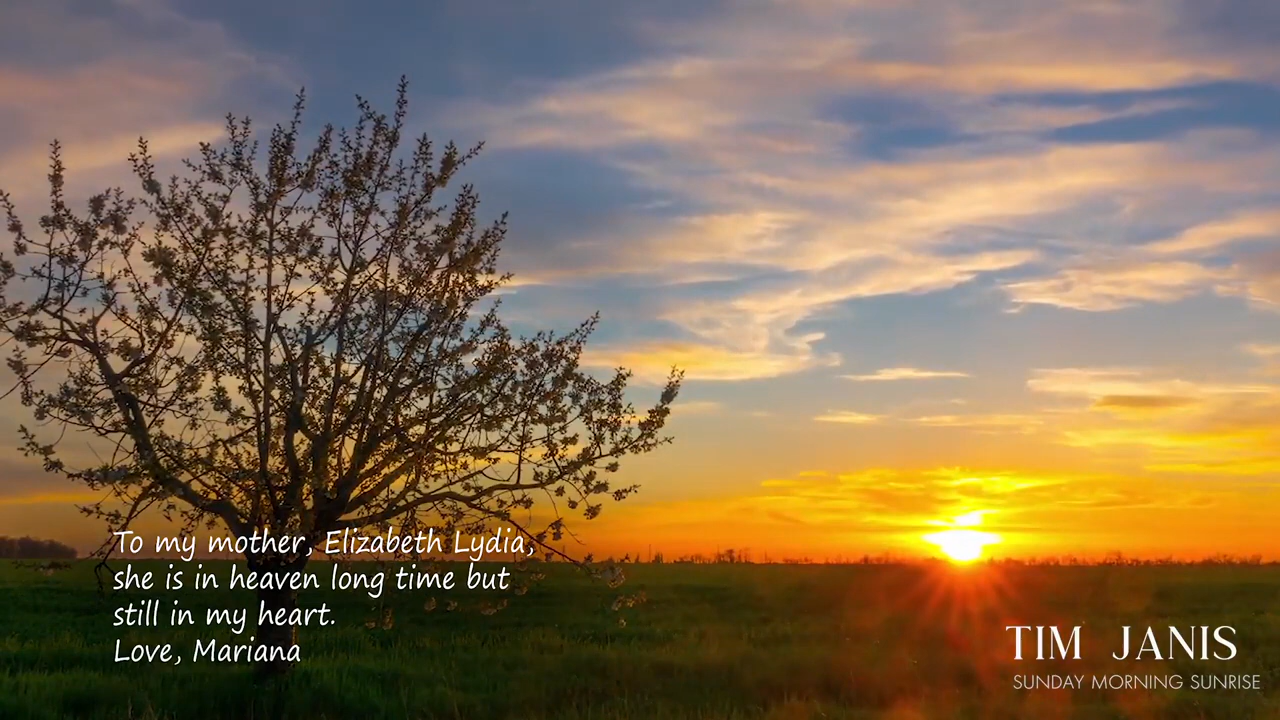 To my mother, Elizabeth Lydia,
she is in heaven long time but
still in my heart.
Love, Mariana
TIM JANIS
SUNDAY MORNING SUNRISE